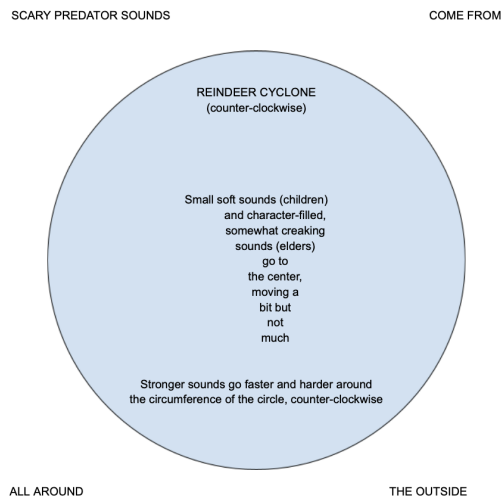 SCARY PREDATOR SOUNDS
COME FROM
REINDEER CYCLONE
(counter-clockwise)
Small soft sounds (children)
and character-filled,
somewhat creaking
sounds (elders)
go to
the center,
moving a
bit but
not
much
Stronger sounds go faster and harder around
the circumference of the circle, counter-clockwise
ALL AROUND
THE OUTSIDE